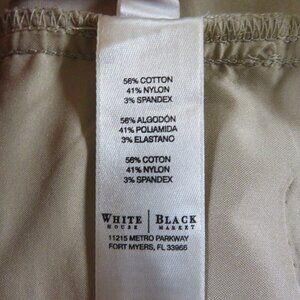 56% COTTON
41% NYLON
3% SPANDEX
56% ALGODÓN
41% POLIAMIDA
3% ELASTANO
56% COTON
41% NYLON
3% SPANDEX
WHITE | BLACK
HOUSE | MARKET
11215 METRO PARKWAY
FORT MYERS, FL 33966